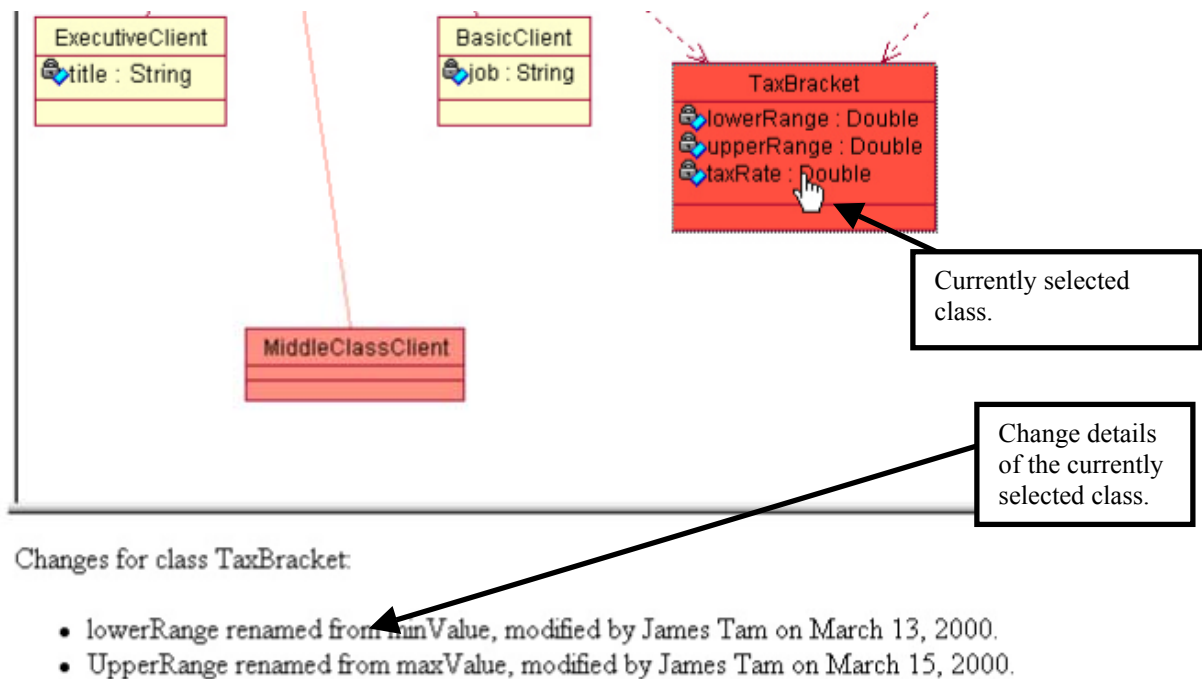 ExecutiveClient
title : String
BasicClient
job : String
TaxBracket
lowerRange : Double
upperRange : Double
taxRate : Double
Currently selected
class.
MiddleClassClient
Change details
of the currently
selected class.
Changes for class TaxBracket:
• lowerRange renamed from minValue, modified by James Tam on March 13, 2000.
• UpperRange renamed from maxValue, modified by James Tam on March 15, 2000.